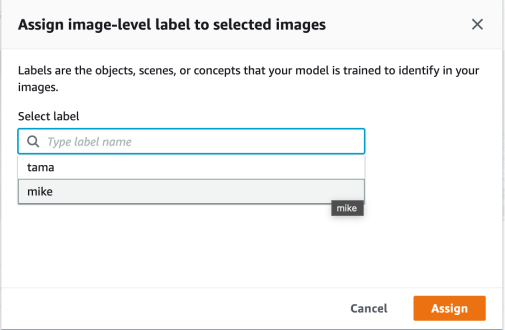 Assign image-level label to selected images
Labels are the objects, scenes, or concepts that your model is trained to identify in your
images.
Select label
Type label name
tama
mike
mike
Cancel
Assign